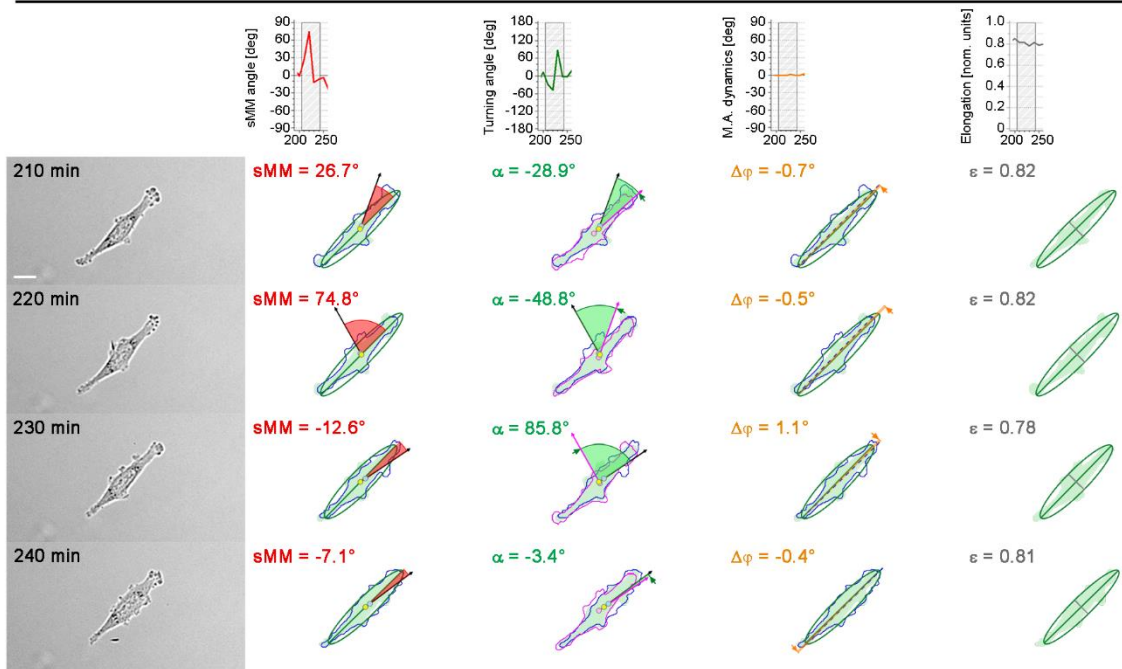 sMM angle [deg]
90
60
30
0
-30
-60
-90
200 250
Turning angle [deg]
180
120
60
0
-60
-120
-180
200 250
M.A. dynamics [deg]
90
60
30
0
-30
-60
-90
200 250
Elongation [nom. units]
1.0
0.8
0.6
0.4
0.2
0
200 250
210 min
sMM = 26.7°
α = -28.9°
Δφ = -0.7°
ε = 0.82
220 min
sMM = 74.8°
α = -48.8°
Δφ = -0.5°
ε = 0.82
230 min
sMM = -12.6°
α = 85.8°
Δφ = 1.1°
ε = 0.78
240 min
sMM = -7.1°
α = -3.4°
Δφ = -0.4°
ε = 0.81